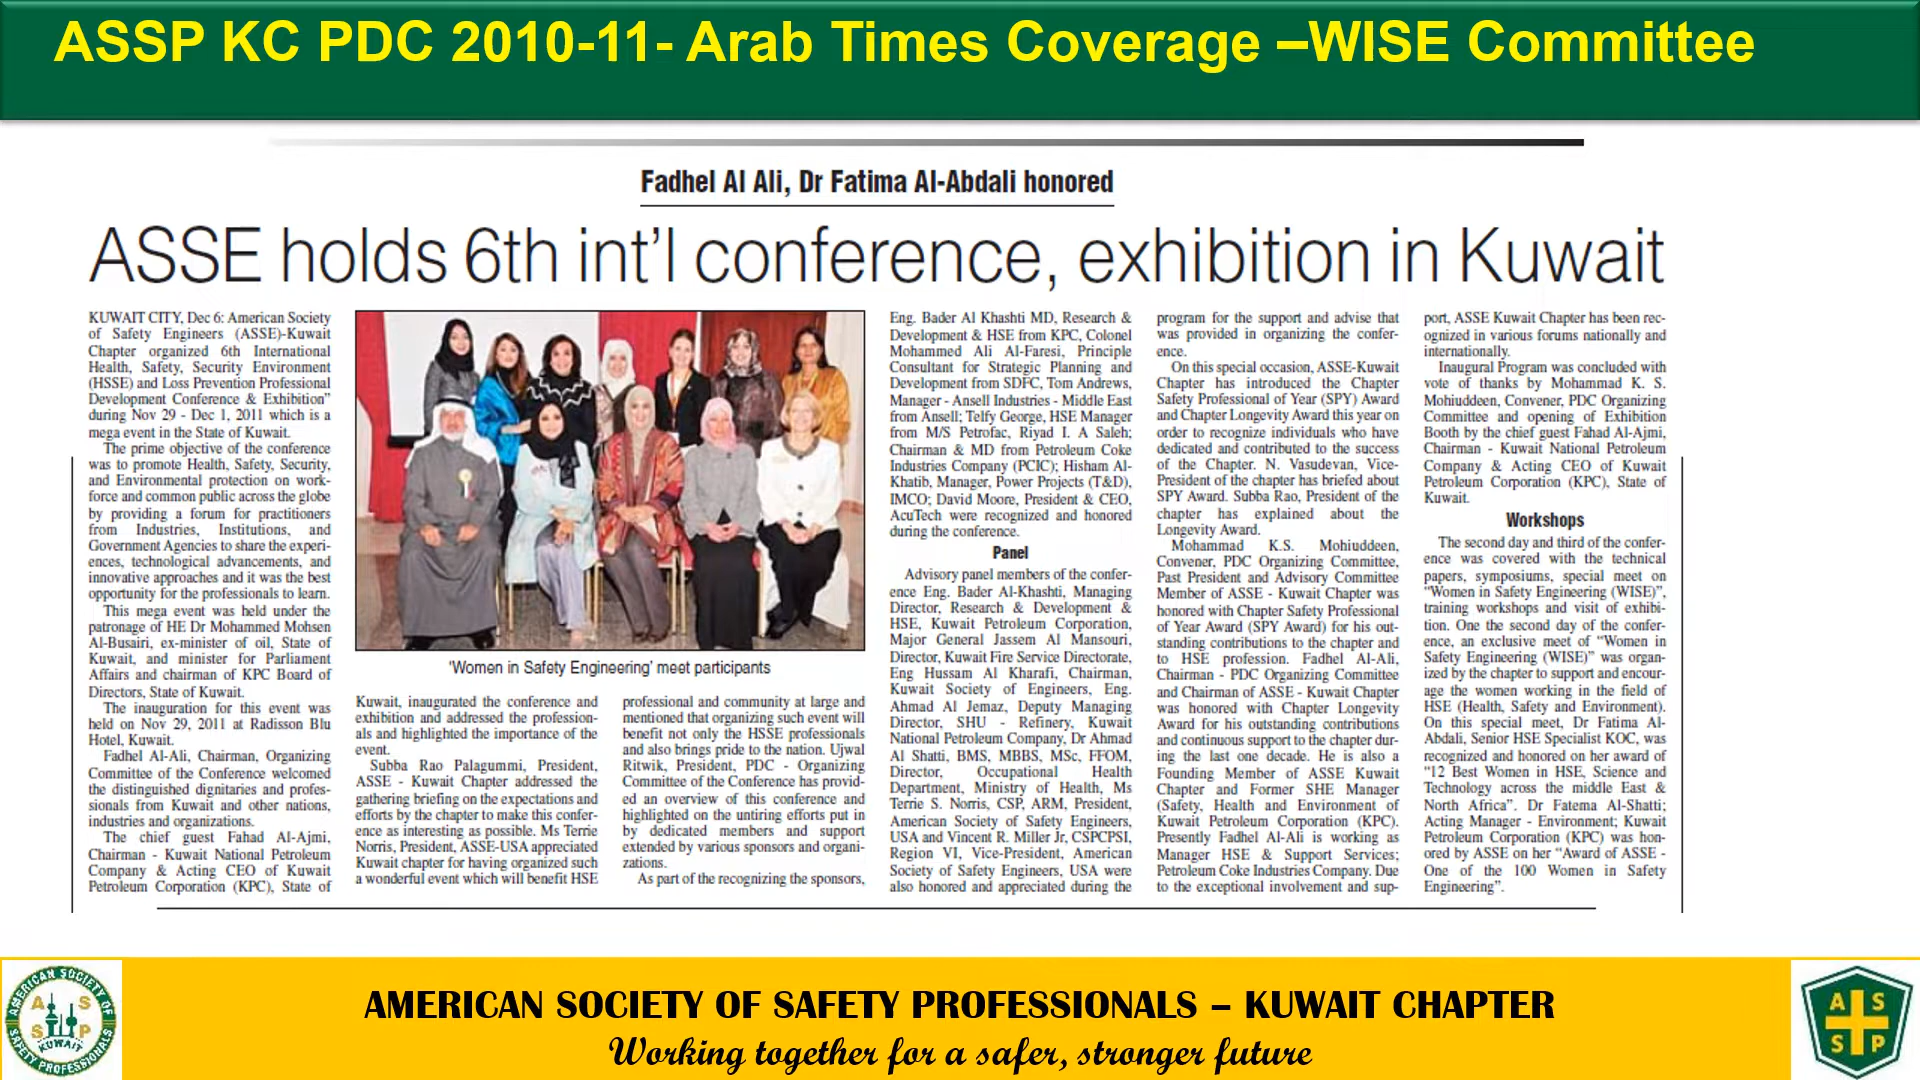 ASSP KC PDC 2010-11- Arab Times Coverage –WISE Committee
Fadhel Al Ali, Dr Fatima Al-Abdali honored
ASSE holds 6th int'l conference, exhibition in Kuwait
KUWAIT CITY, Dec 6: American Society
of Safety Engineers (ASSE)-Kuwait
Chapter organized 6th International
Health, Safety, Security Environment
(HSSE) and Loss Prevention Professional
Development Conference & Exhibition”
during Nov 29 - Dec 1, 2011 which is a
mega event in the State of Kuwait.
The prime objective of the conference
was to promote Health, Safety, Security,
and Environmental protection on work-
force and common public across the globe
by providing a forum for practitioners
from Industries, Institutions, and
Government Agencies to share the experi-
ences, technological advancements, and
innovative approaches and it was the best
opportunity for the professionals to learn.
This mega event was held under the
patronage of HE Dr Mohammed Mohsen
Al-Busairi, ex-minister of oil, State of
Kuwait, and minister for Parliament
Affairs and chairman of KPC Board of
Directors, State of Kuwait.
The inauguration for this event was
held on Nov 29, 2011 at Radisson Blu
Hotel, Kuwait.
Fadhel Al-Ali, Chairman, Organizing
Committee of the Conference welcomed
the distinguished dignitaries and profes-
sionals from Kuwait and other nations,
industries and organizations.
The chief guest Fahad Al-Ajmi,
Chairman - Kuwait National Petroleum
Company & Acting CEO of Kuwait
Petroleum Corporation (KPC), State of
'Women in Safety Engineering' meet participants
Kuwait, inaugurated the conference and
exhibition and addressed the profession-
als and highlighted the importance of the
event.
Subba Rao Palagummi, President,
ASSE - Kuwait Chapter addressed the
gathering briefing on the expectations and
efforts by the chapter to make this confer-
ence as interesting as possible. Ms Terrie
Norris, President, ASSE-USA appreciated
Kuwait chapter for having organized such
a wonderful event which will benefit HSE
professional and community at large and
mentioned that organizing such event will
benefit not only the HSSE professionals
and also brings pride to the nation. Ujwal
Ritwik, President, PDC - Organizing
Committee of the Conference has provid-
ed an overview of this conference and
highlighted on the untiring efforts put in
by dedicated members and support
extended by various sponsors and organi-
zations.
As part of the recognizing the sponsors,
Eng. Bader Al Khashti MD, Research &
Development & HSE from KPC, Colonel
Mohammed Ali Al-Faresi, Principle
Consultant for Strategic Planning and
Development from SDFC, Tom Andrews,
Manager - Ansell Industries - Middle East
from Ansell; Telfy George, HSE Manager
from M/S Petrofac, Riyad I. A Saleh;
Chairman & MD from Petroleum Coke
Industries Company (PCIC); Hisham Al-
Khatib, Manager, Power Projects (T&D),
IMCO; David Moore, President & CEO,
AcuTech were recognized and honored
during the conference.
Panel
Advisory panel members of the confer-
ence Eng. Bader Al-Khashti, Managing
Director, Research & Development &
HSE, Kuwait Petroleum Corporation,
Major General Jassem Al Mansouri,
Director, Kuwait Fire Service Directorate,
Eng Hussam Al Kharafi, Chairman,
Kuwait Society of Engineers, Eng.
Ahmad Al Jemaz, Deputy Managing
Director, SHU - Refinery, Kuwait
National Petroleum Company, Dr Ahmad
Al Shatti, BMS, MBBS, MSc, FFOM,
Director, Occupational Health
Department, Ministry of Health, Ms
Terrie S. Norris, CSP, ARM, President,
American Society of Safety Engineers,
USA and Vincent R. Miller Jr, CSPCPSI,
Region VI, Vice-President, American
Society of Safety Engineers, USA were
also honored and appreciated during the
program for the support and advise that
was provided in organizing the confer-
ence.
On this special occasion, ASSE-Kuwait
Chapter has introduced the Chapter
Safety Professional of Year (SPY) Award
and Chapter Longevity Award this year on
order to recognize individuals who have
dedicated and contributed to the success
of the Chapter. N. Vasudevan, Vice-
President of the chapter has briefed about
SPY Award. Subba Rao, President of the
chapter has explained about the
Longevity Award.
Mohammad K.S. Mohiuddeen,
Convener, PDC Organizing Committee,
Past President and Advisory Committee
Member of ASSE - Kuwait Chapter was
honored with Chapter Safety Professional
of Year Award (SPY Award) for his out-
standing contributions to the chapter and
to HSE profession. Fadhel Al-Ali,
Chairman - PDC Organizing Committee
and Chairman of ASSE - Kuwait Chapter
was honored with Chapter Longevity
Award for his outstanding contributions
and continuous support to the chapter dur-
ing the last one decade. He is also a
Founding Member of ASSE Kuwait
Chapter and Former SHE Manager
(Safety, Health and Environment of
Kuwait Petroleum Corporation (KPC).
Presently Fadhel Al-Ali is working as
Manager HSE & Support Services;
Petroleum Coke Industries Company. Due
to the exceptional involvement and sup-
port, ASSE Kuwait Chapter has been rec-
ognized in various forums nationally and
internationally.
Inaugural Program was concluded with
vote of thanks by Mohammad K. S.
Mohiuddeen, Convener, PDC Organizing
Committee and opening of Exhibition
Booth by the chief guest Fahad Al-Ajmi,
Chairman - Kuwait National Petroleum
Company & Acting CEO of Kuwait
Petroleum Corporation (KPC), State of
Kuwait.
Workshops
The second day and third of the confer-
ence was covered with the technical
papers, symposiums, special meet on
“Women in Safety Engineering (WISE)”,
training workshops and visit of exhibi-
tion. One the second day of the confer-
ence, an exclusive meet of “Women in
Safety Engineering (WISE)” was organ-
ized by the chapter to support and encour-
age the women working in the field of
HSE (Health, Safety and Environment).
On this special meet, Dr Fatima Al-
Abdali, Senior HSE Specialist KOC, was
recognized and honored on her award of
“12 Best Women in HSE, Science and
Technology across the middle East &
North Africa”. Dr Fatema Al-Shatti;
Acting Manager - Environment; Kuwait
Petroleum Corporation (KPC) was hon-
ored by ASSE on her “Award of ASSE -
One of the 100 Women in Safety
Engineering”.
AMERICAN SOCIETY OF SAFETY PROFESSIONALS
A S
S P
KUWAIT
AMERICAN SOCIETY OF SAFETY PROFESSIONALS – KUWAIT CHAPTER
Working together for a safer, stronger future
A S
S P